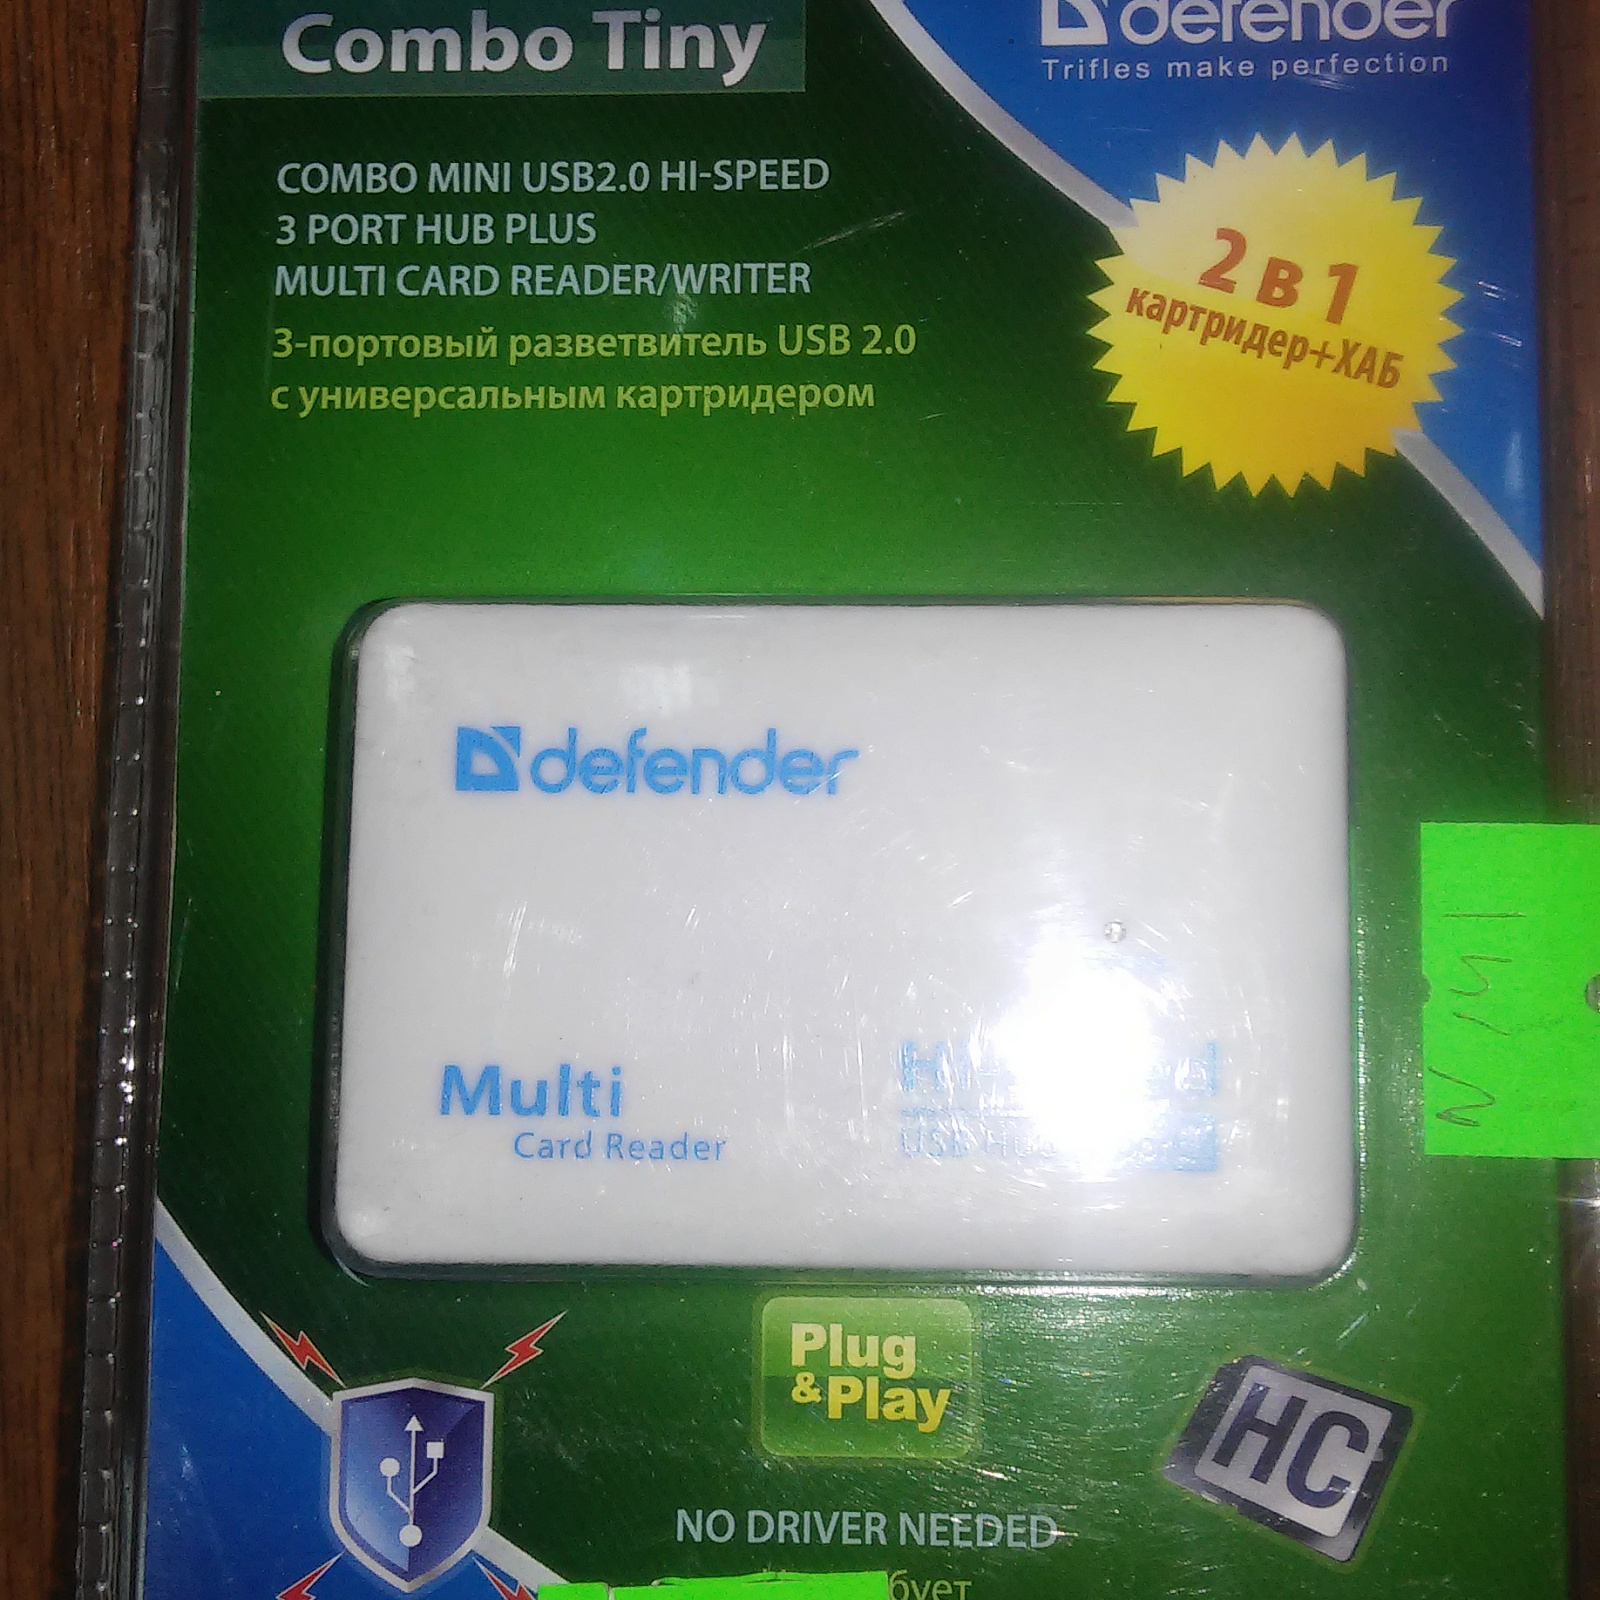 Combo Tiny
defender
Trifles make perfection
COMBO MINI USB2.0 HI-SPEED
3 PORT HUB PLUS
MULTI CARD READER/WRITER
3-портовый разветвитель USB 2.0
с универсальным картридером
2 в 1
картридер+ХАБ
defender
Multi
Card Reader
USB HUB
Plug
&Play
HC
NO DRIVER NEEDED